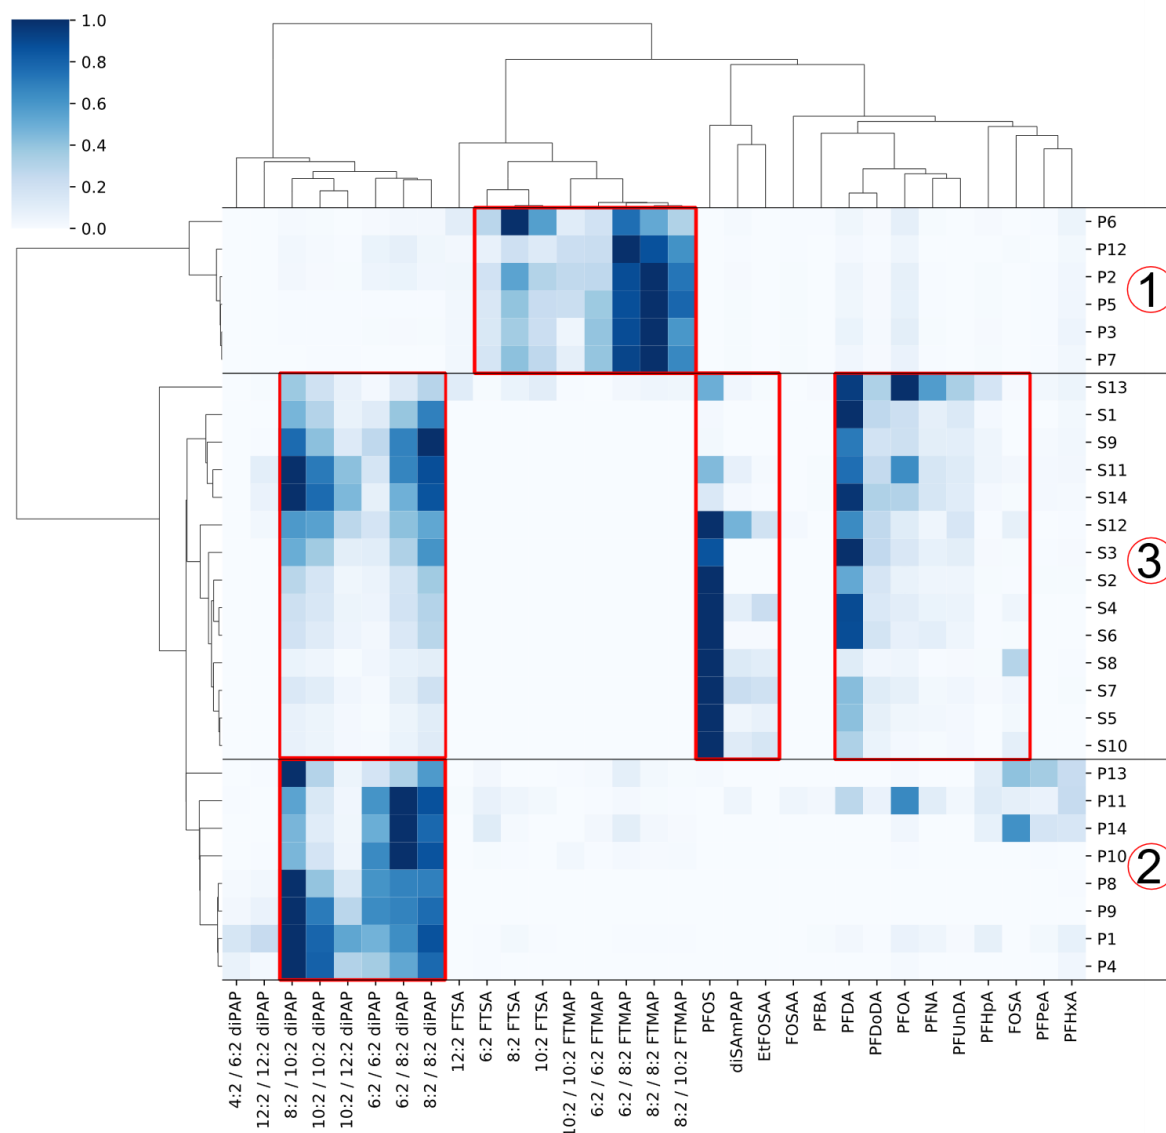 1.0
0.8
0.6
0.4
0.2
0.0
P6
P12
P2
P5
P3
P7
1
S13
S1
S9
S11
S14
S12
S3
S2
S4
S6
S8
S7
S5
S10
3
P13
P11
P14
P10
P8
P9
P1
P4
2
4:2 / 6:2 diPAP
12:2 / 12:2 diPAP
8:2 / 10:2 diPAP
10:2 / 10:2 diPAP
10:2 / 12:2 diPAP
6:2 / 6:2 diPAP
6:2 / 8:2 diPAP
8:2 / 8:2 diPAP
12:2 FTSA
6:2 FTSA
8:2 FTSA
10:2 FTSA
10:2 / 10:2 FTMAP
6:2 / 6:2 FTMAP
6:2 / 8:2 FTMAP
8:2 / 8:2 FTMAP
8:2 / 10:2 FTMAP
PFOS
diSAmPAP
EtFOSAA
FOSAA
PFBA
PFDA
PFDoDA
PFOA
PFNA
PFUnDA
PFHpA
FOSA
PFPeA
PFHxA